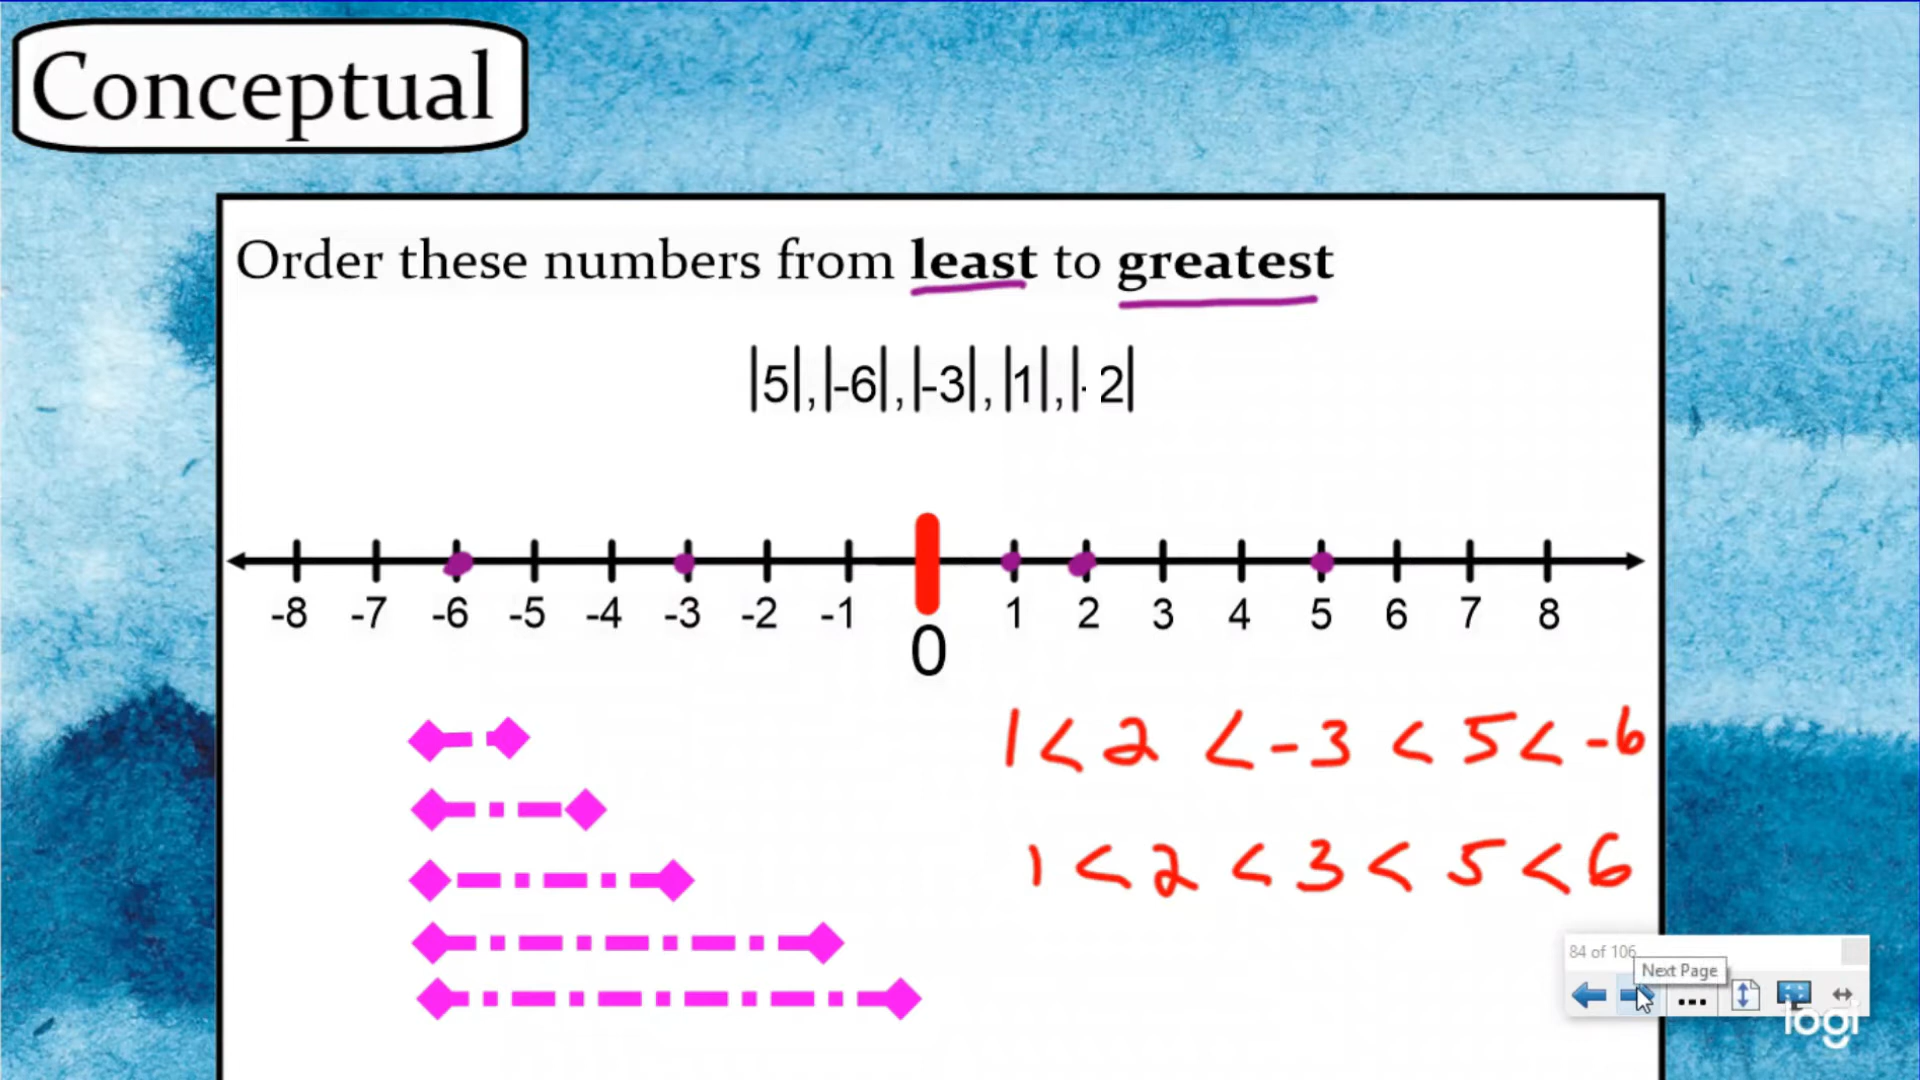 Conceptual
Order these numbers from least to greatest
|5|, |-6|, |-3|, |1|, |- 2|
-8 -7 -6 -5 -4 -3 -2 -1 0 1 2 3 4 5 6 7 8
1 < 2 < -3 < 5 < -6
1 < 2 < 3 < 5 < 6
84 of 106
Next Page
logi